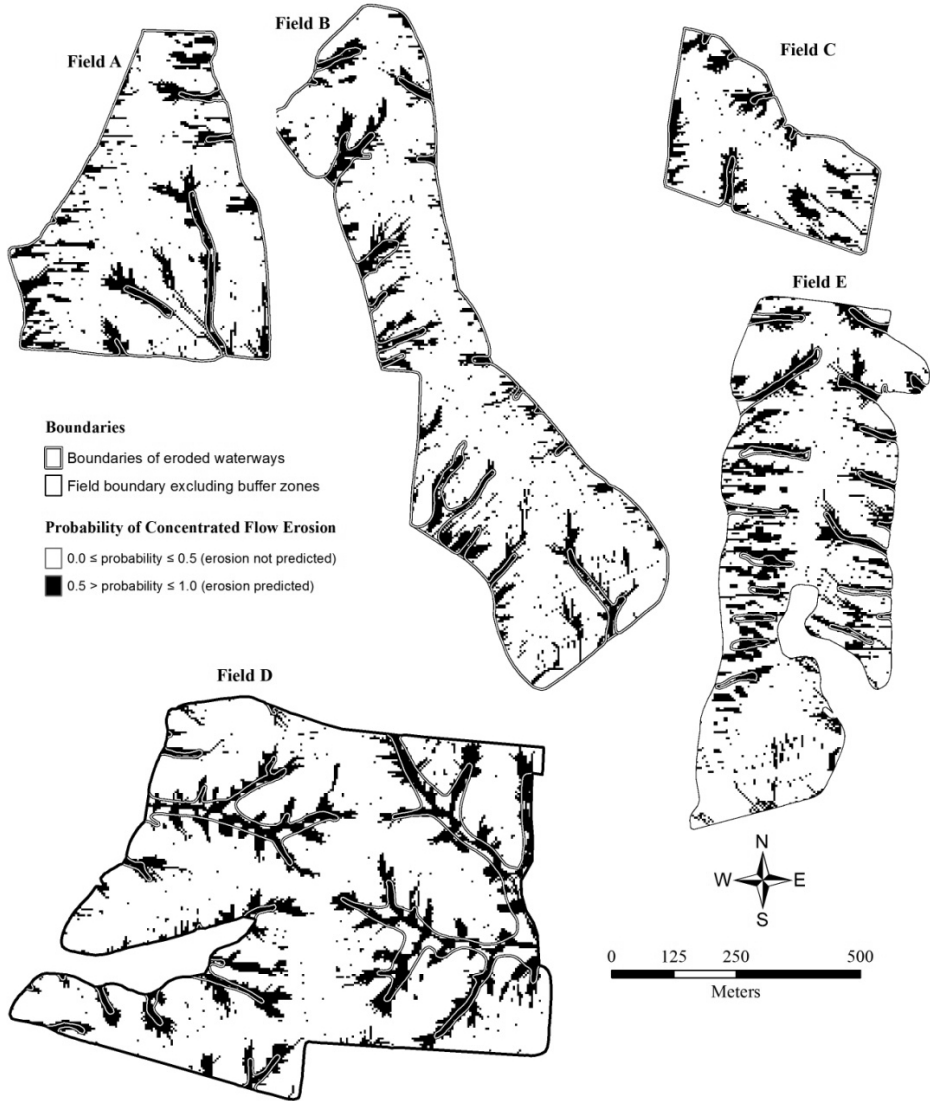 Field A
Field B
Field C
Field E
Boundaries
Boundaries of eroded waterways
Field boundary excluding buffer zones
Probability of Concentrated Flow Erosion
0.0 ≤ probability ≤ 0.5 (erosion not predicted)
0.5 > probability ≤ 1.0 (erosion predicted)
Field D
N
W E
S
0 125 250 500
Meters